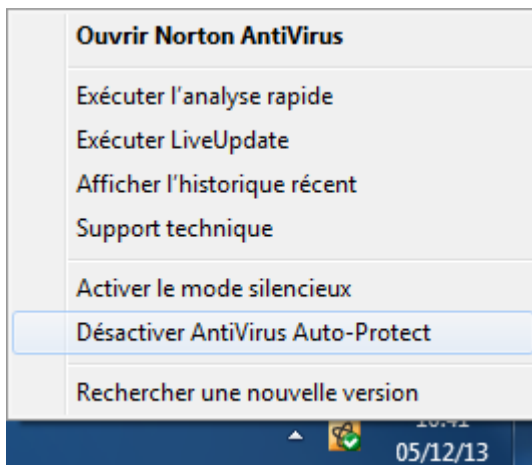 Ouvrir Norton AntiVirus
Exécuter l'analyse rapide
Exécuter LiveUpdate
Afficher l'historique récent
Support technique
Activer le mode silencieux
Désactiver AntiVirus Auto-Protect
Rechercher une nouvelle version
05/12/13